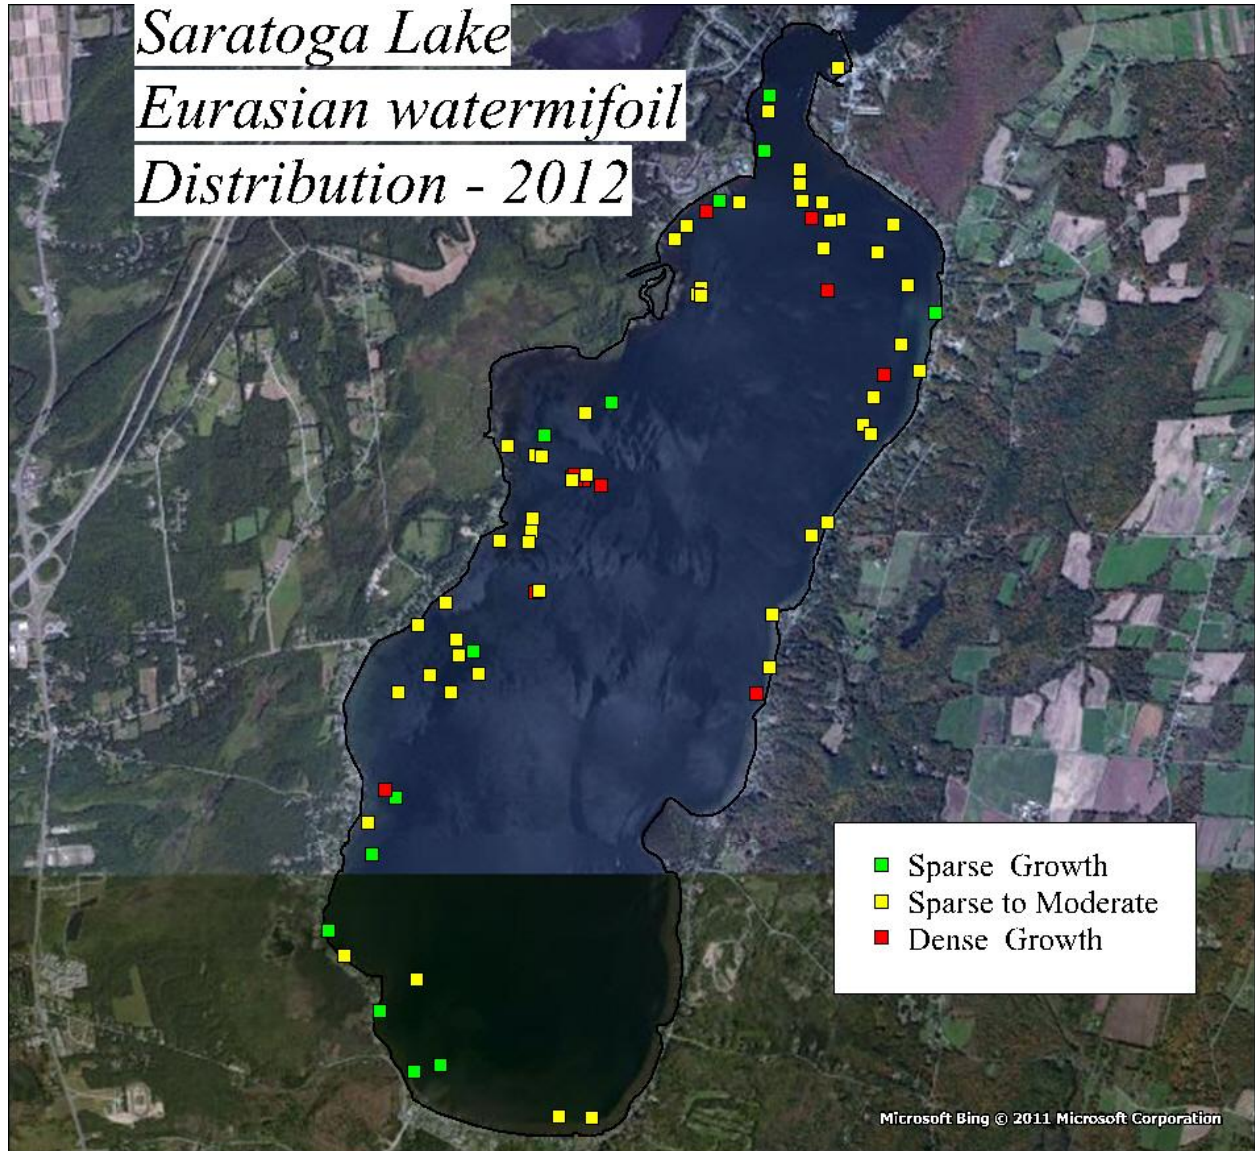 Saratoga Lake
Eurasian watermifoil
Distribution - 2012
Sparse Growth
Sparse to Moderate
Dense Growth
Microsoft Bing © 2011 Microsoft Corporation